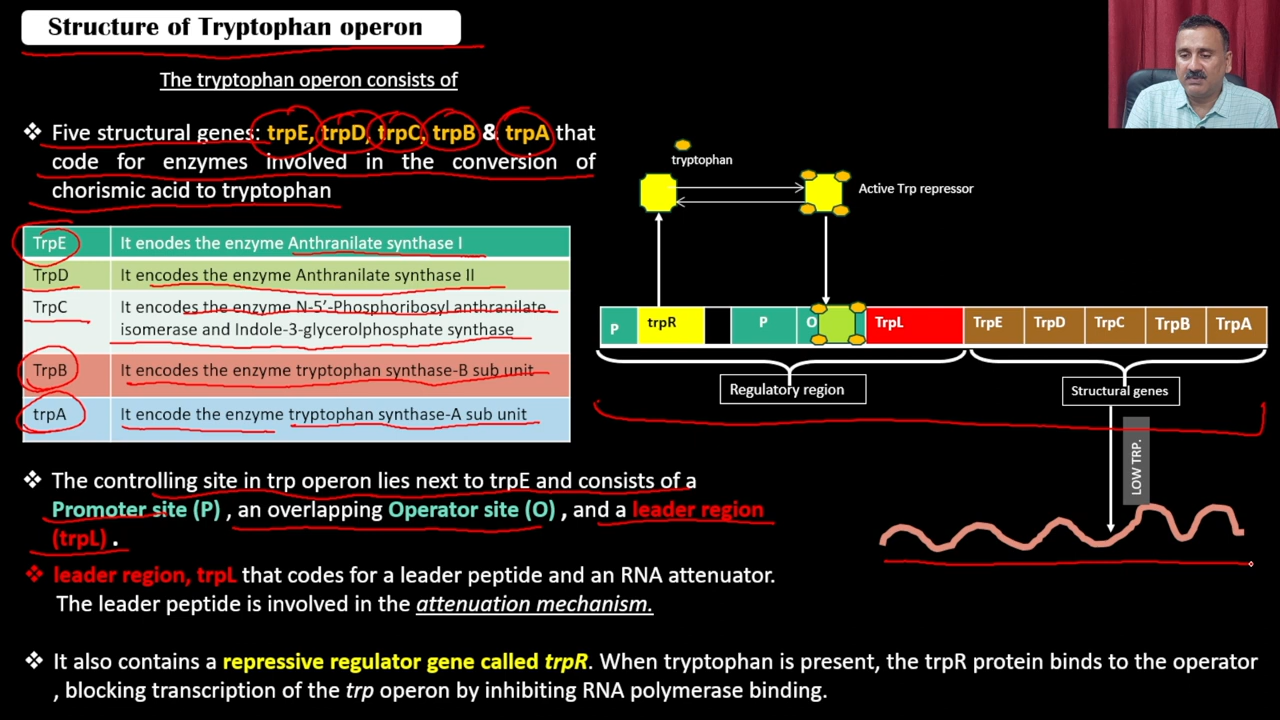 Structure of Tryptophan operon
The tryptophan operon consists of
❖ Five structural genes: trpE, trpD, trpC, trpB & trpA that
code for enzymes involved in the conversion of
chorismic acid to tryptophan
TrpE It enodes the enzyme Anthranilate synthase I
TrpD It encodes the enzyme Anthranilate synthase II
TrpC It encodes the enzyme N-5’-Phosphoribosyl anthranilate
isomerase and Indole-3-glycerolphosphate synthase
TrpB It encodes the enzyme tryptophan synthase-B sub unit
trpA It encode the enzyme tryptophan synthase-A sub unit
tryptophan
Active Trp repressor
P trpR P O TrpL TrpE TrpD TrpC TrpB TrpA
Regulatory region
Structural genes
LOW TRP.
❖ The controlling site in trp operon lies next to trpE and consists of a
Promoter site (P) , an overlapping Operator site (O) , and a leader region
(trpL) .
❖ leader region, trpL that codes for a leader peptide and an RNA attenuator.
The leader peptide is involved in the attenuation mechanism.
❖ It also contains a repressive regulator gene called trpR. When tryptophan is present, the trpR protein binds to the operator
, blocking transcription of the trp operon by inhibiting RNA polymerase binding.